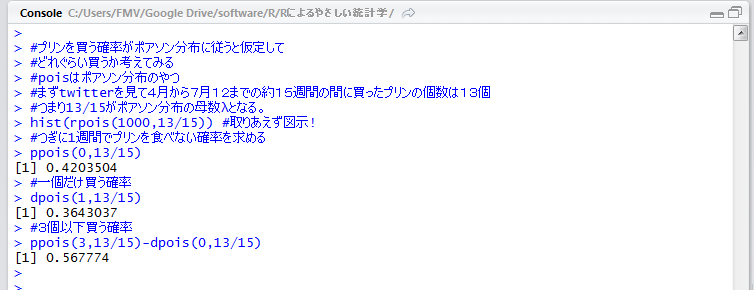 Console C:/Users/FMV/Google Drive/software/R/Rによるやさしい統計学/
>
> #プリンを買う確率がポアソン分布に従うと仮定して
> #どれぐらい買うか考えてみる
> #poisはポアソン分布のやつ
> #まずtwitterを見て4月から7月12までの約15週間の間に買ったプリンの個数は13個
> #つまり13/15がポアソン分布の母数λとなる。
> hist(rpois(1000,13/15)) #取りあえず図示!
> #つぎに1週間でプリンを食べない確率を求める
> ppois(0,13/15)
[1] 0.4203504
> #一個だけ買う確率
> dpois(1,13/15)
[1] 0.3643037
> #3個以下買う確率
> ppois(3,13/15)-dpois(0,13/15)
[1] 0.567774
>
>